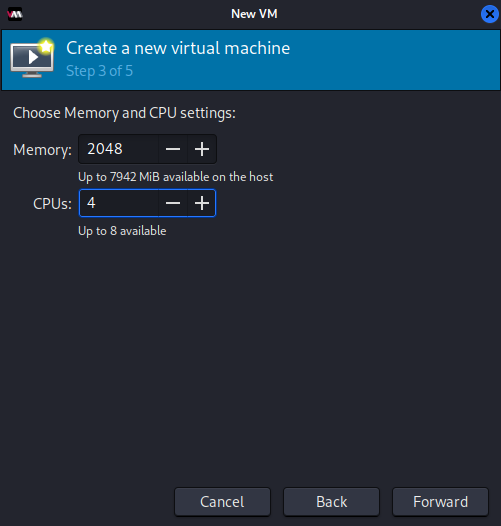 New VM
Create a new virtual machine
Step 3 of 5
Choose Memory and CPU settings:
Memory: 2048
Up to 7942 MiB available on the host
CPUs: 4
Up to 8 available
Cancel Back Forward